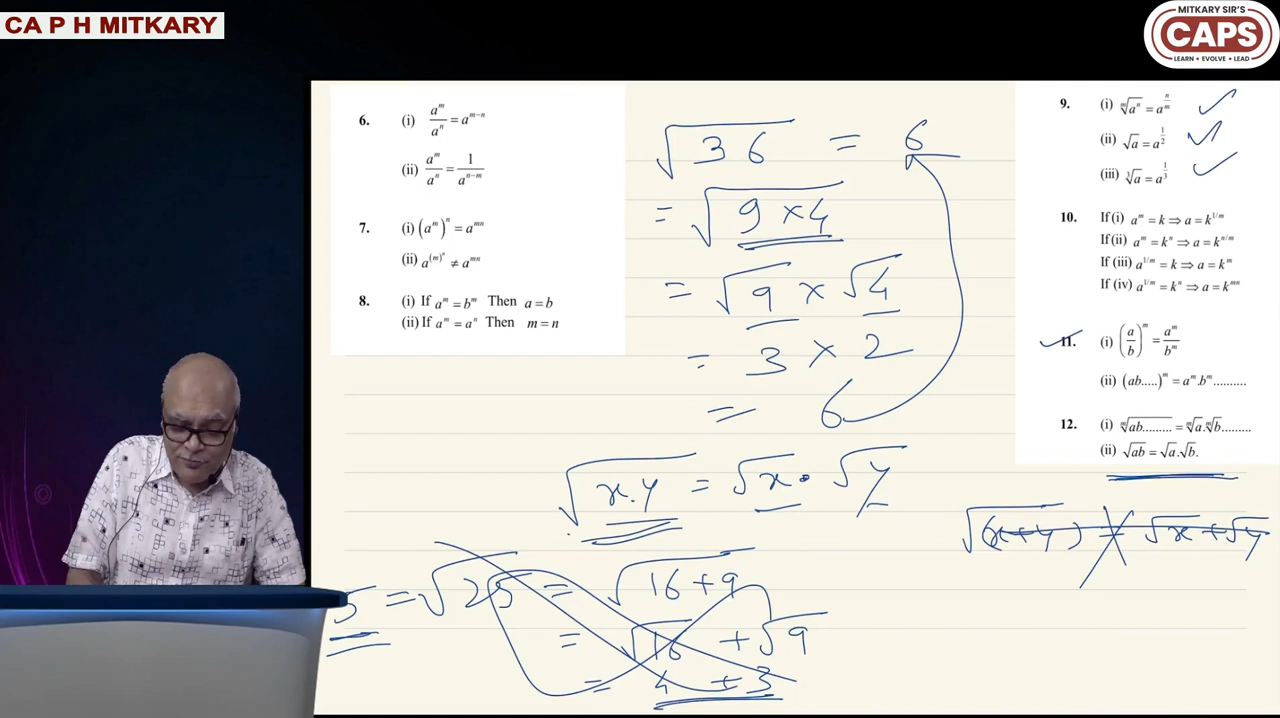 CA P H MITKARY
MITKARY SIR'S
CAPS
LEARN • EVOLVE • LEAD
6. (i) a^m / a^n = a^(m−n)
(ii) a^m / a^n = 1 / a^(n−m)
7. (i) (a^m)^n = a^(mn)
(ii) a^((m)^n) ≠ a^(mn)
8. (i) If a^m = b^m Then a = b
(ii) If a^m = a^n Then m = n
√36 = 6
= √(9 × 4)
= √9 × √4
= 3 × 2
= 6
√(x.y) = √x . √y
5 = √25 = √(16+9)
= √16 + √9
= 4 + 3
9. (i) ᵐ√(a^n) = a^(n/m)
(ii) √a = a^(1/2)
(iii) ³√a = a^(1/3)
10. If (i) a^m = k ⇒ a = k^(1/m)
If (ii) a^m = k^n ⇒ a = k^(n/m)
If (iii) a^(1/m) = k ⇒ a = k^m
If (iv) a^(1/m) = k^n ⇒ a = k^(mn)
11. (i) (a/b)^m = a^m / b^m
(ii) (ab.....)^m = a^m.b^m..........
12. (i) ᵐ√(ab.........) = ᵐ√a.ᵐ√b.........
(ii) √ab = √a.√b.
√(x+y) ≠ √x + √y